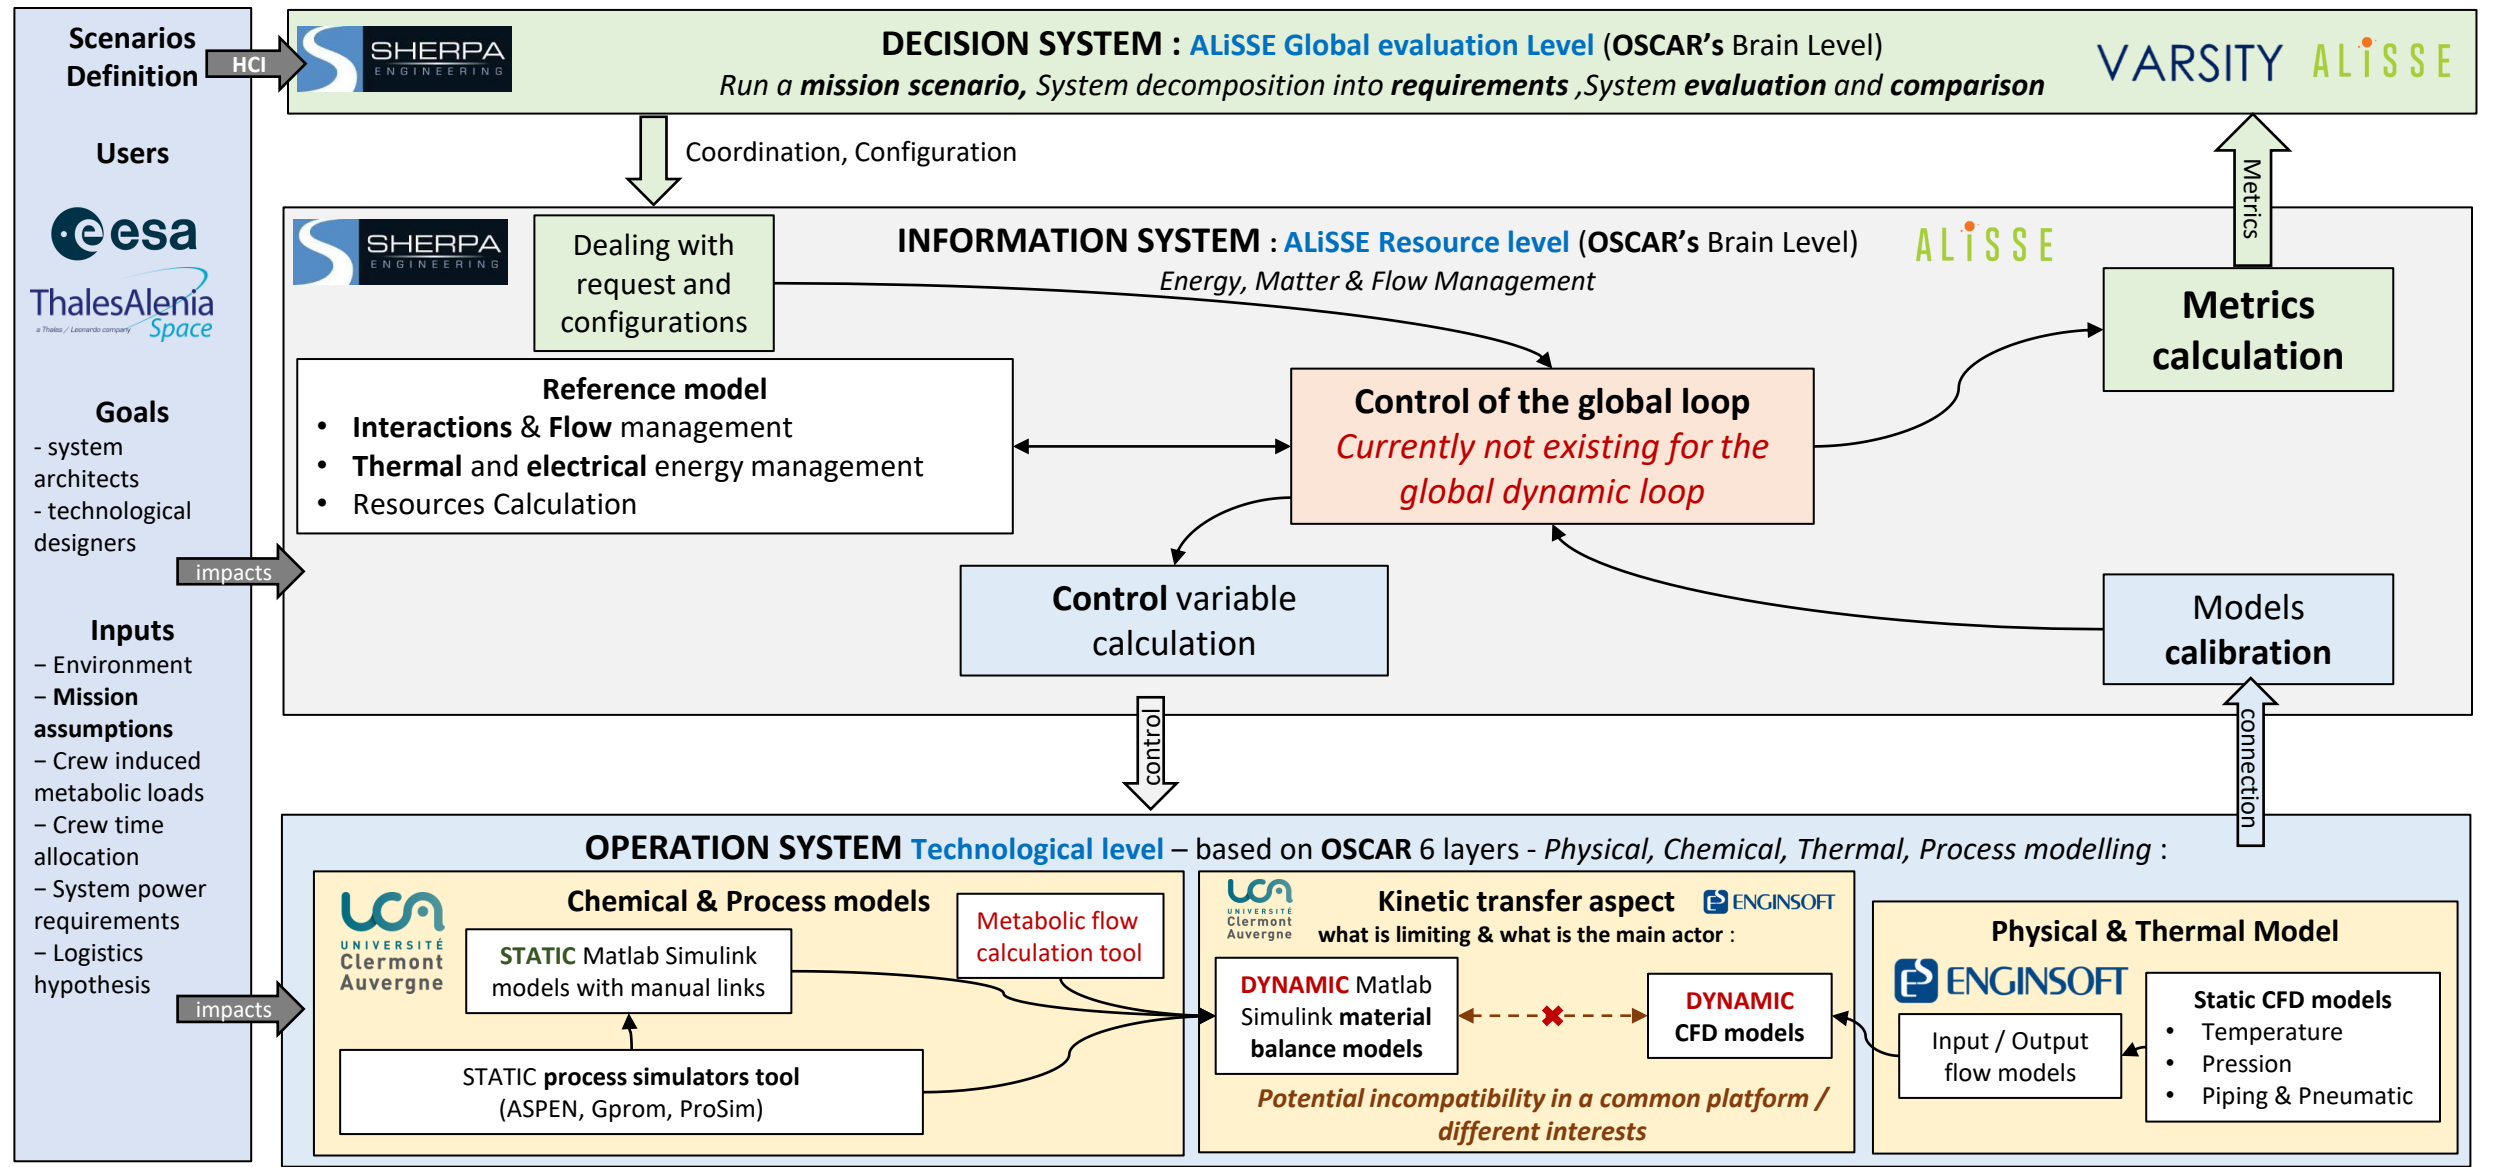 Scenarios
Definition
HCI
Users
esa
ThalesAlenia
a Thales / Leonardo company
Space
Goals
- system
architects
- technological
designers
impacts
Inputs
– Environment
– Mission
assumptions
– Crew induced
metabolic loads
– Crew time
allocation
– System power
requirements
– Logistics
hypothesis
impacts
SHERPA
ENGINEERING
DECISION SYSTEM : ALiSSE Global evaluation Level (OSCAR's Brain Level)
Run a mission scenario, System decomposition into requirements ,System evaluation and comparison
VARSITY ALiSSE
Coordination, Configuration
Metrics
SHERPA
ENGINEERING
Dealing with
request and
configurations
INFORMATION SYSTEM : ALiSSE Resource level (OSCAR's Brain Level)
Energy, Matter & Flow Management
ALiSSE
Metrics
calculation
Reference model
• Interactions & Flow management
• Thermal and electrical energy management
• Resources Calculation
Control of the global loop
Currently not existing for the
global dynamic loop
Control variable
calculation
Models
calibration
control
connection
OPERATION SYSTEM Technological level – based on OSCAR 6 layers - Physical, Chemical, Thermal, Process modelling :
UCA
UNIVERSITÉ
Clermont
Auvergne
Chemical & Process models
STATIC Matlab Simulink
models with manual links
Metabolic flow
calculation tool
STATIC process simulators tool
(ASPEN, Gprom, ProSim)
UCA
UNIVERSITÉ
Clermont
Auvergne
Kinetic transfer aspect
ENGINSOFT
what is limiting & what is the main actor :
DYNAMIC Matlab
Simulink material
balance models
DYNAMIC
CFD models
Potential incompatibility in a common platform /
different interests
Physical & Thermal Model
ENGINSOFT
Input / Output
flow models
Static CFD models
• Temperature
• Pression
• Piping & Pneumatic